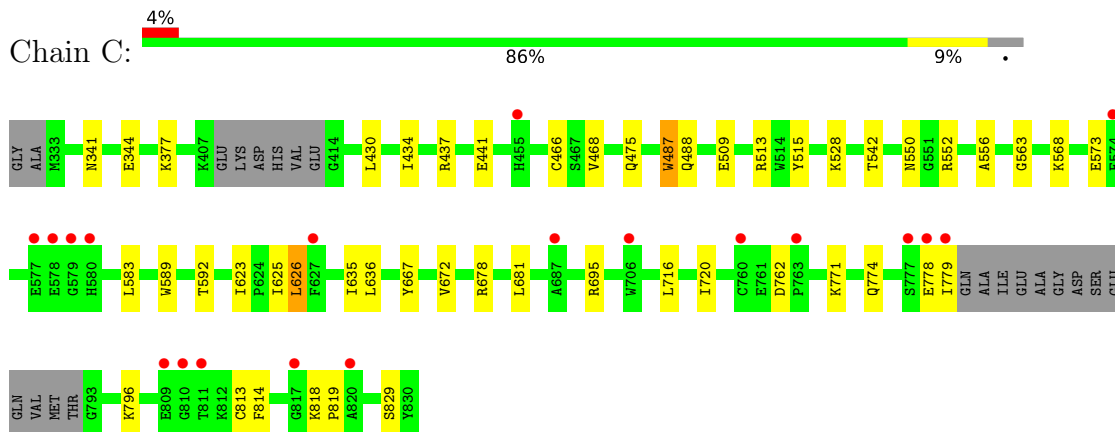 4%
Chain C:
86% 9% •
GLY ALA M333 N341 E344 K377 K407 GLU LYS ASP HIS VAL GLU G414 L430 I434 R437 E441 H455 C466 S467 V468 Q475 W487 Q488 E509 R513 W514 Y515 K528 T542 N550 G551 R552 A556 G563 K568 E573 E574
E577 E578 G579 H580 L583 W589 T592 I623 P624 I625 L626 F627 I635 L636 Y667 V672 R678 L681 A687 R695 W706 L716 I720 C760 E761 D762 P763 K771 Q774 S777 E778 I779 GLN ALA ILE GLU ALA GLY ASP SER GLU
GLN VAL MET THR G793 K796 E809 G810 T811 K812 C813 F814 G817 K818 P819 A820 S829 Y830